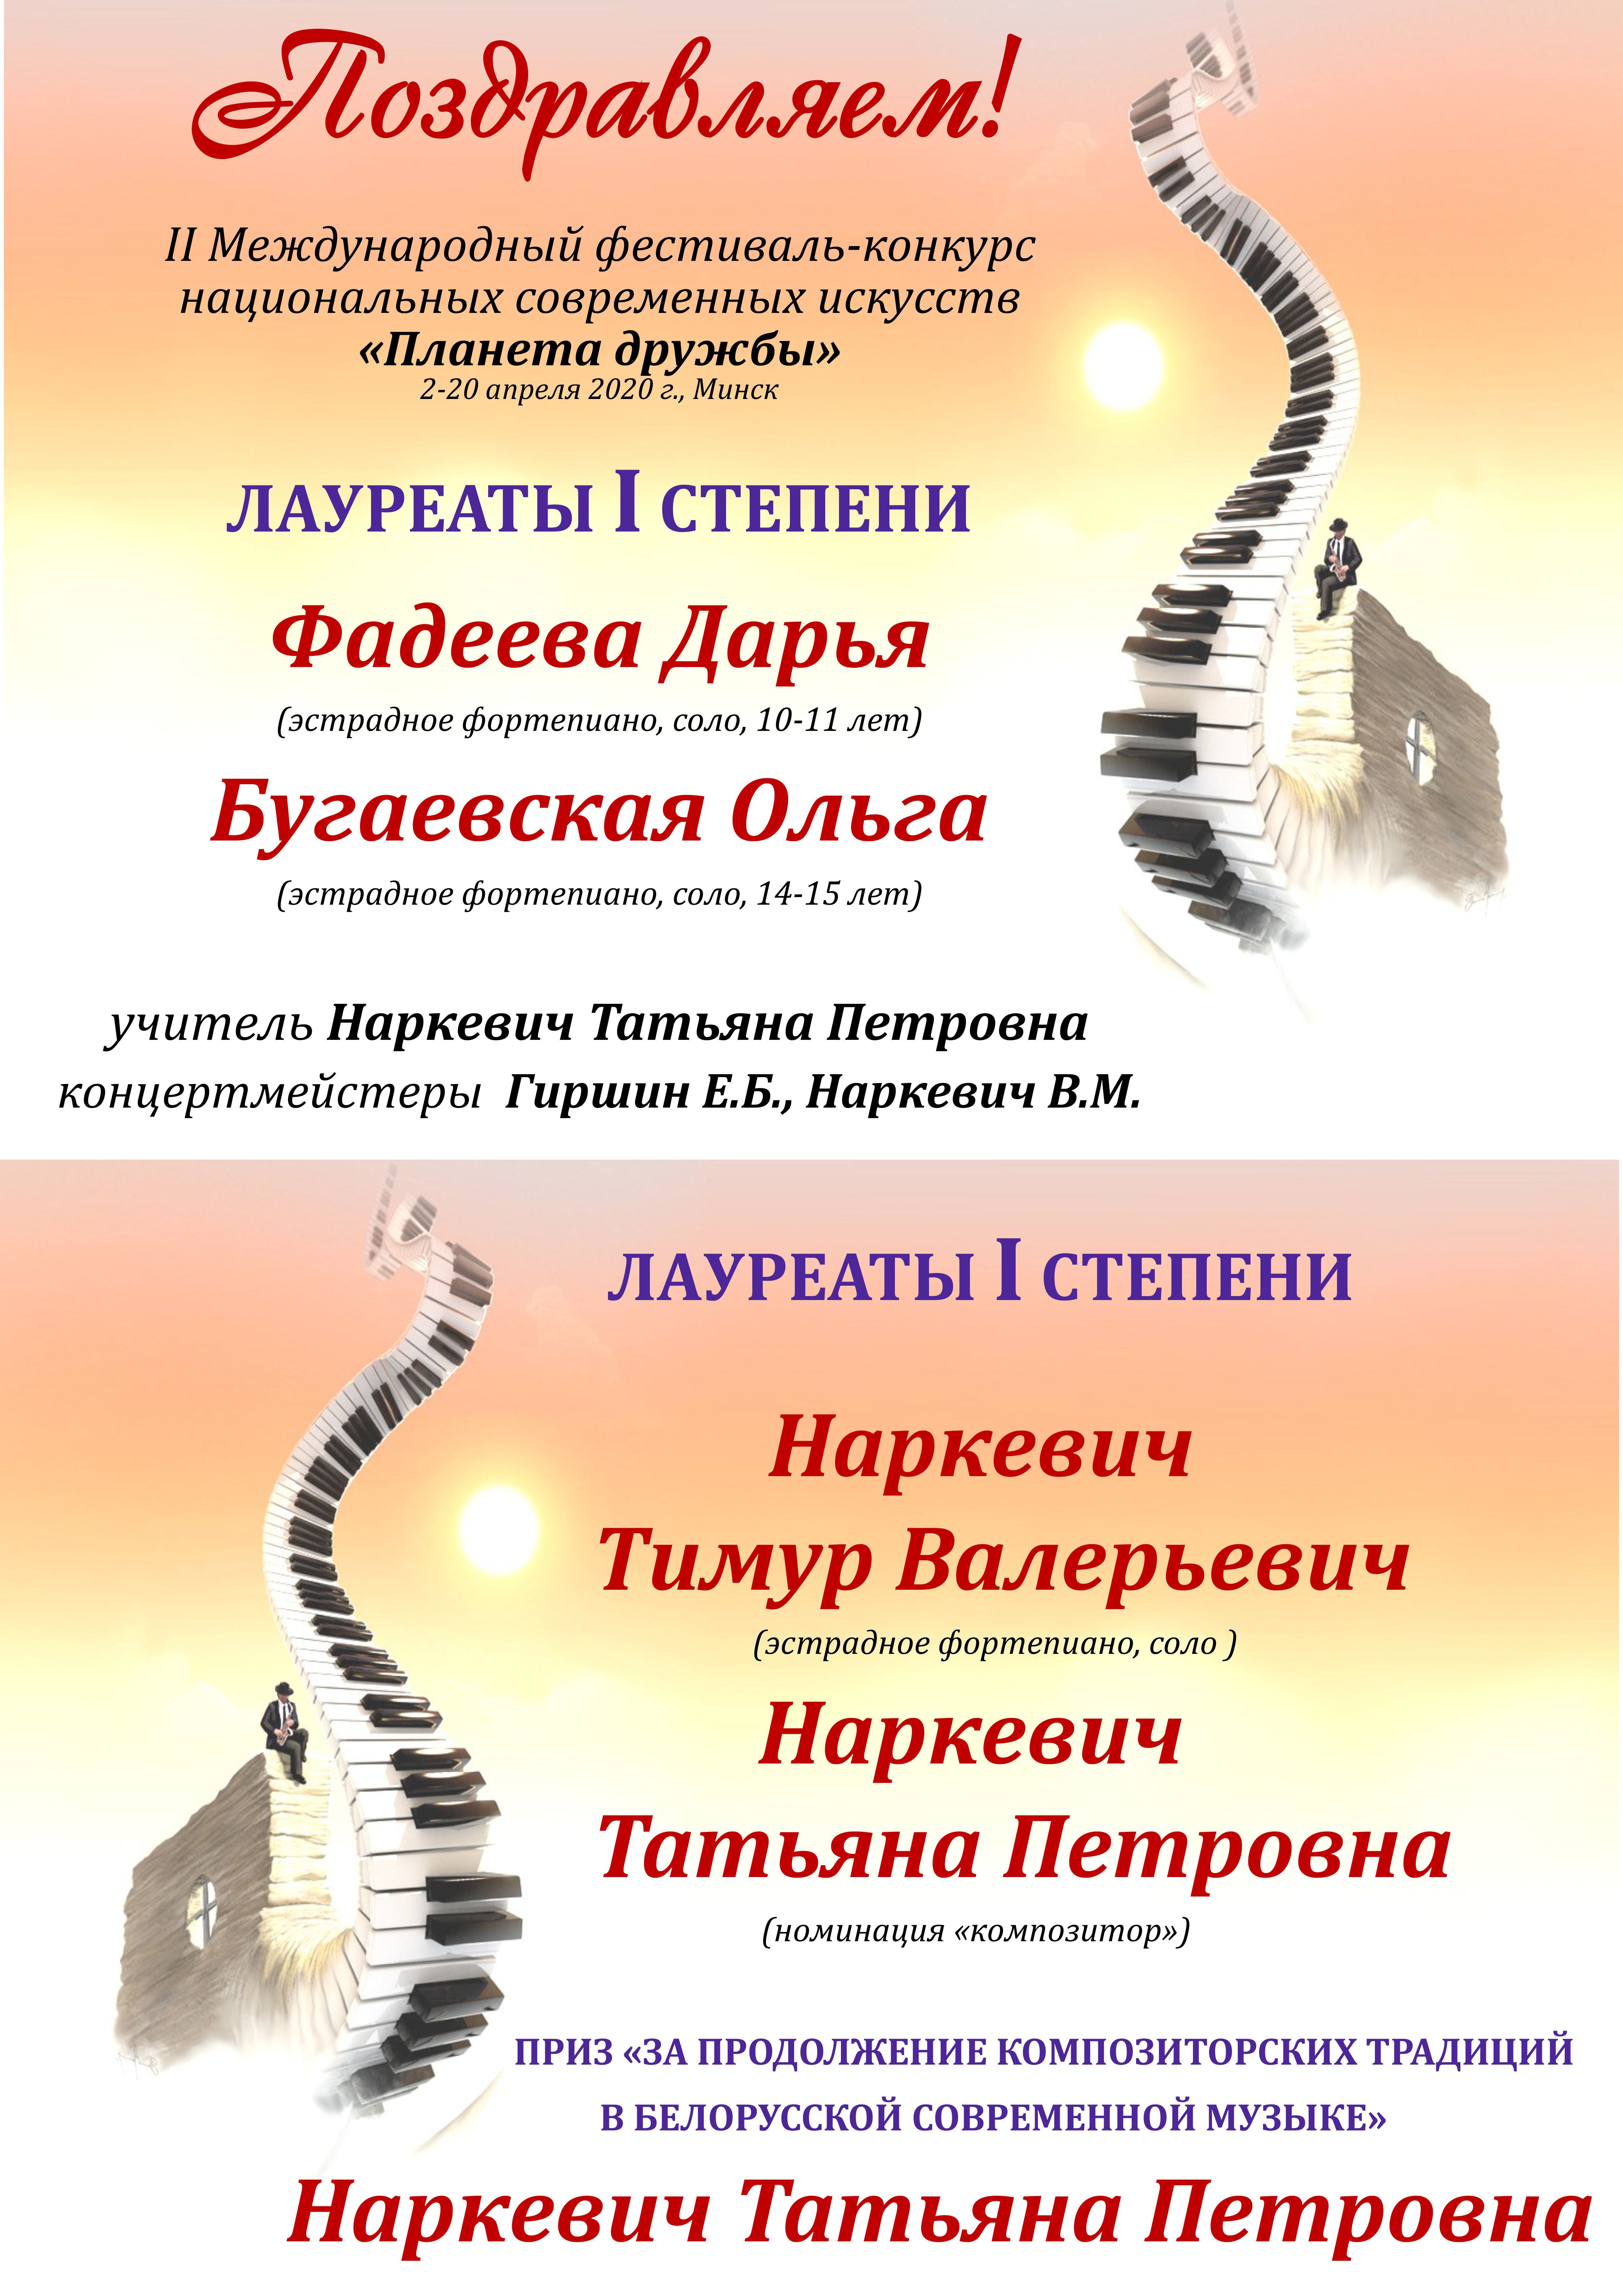 Поздравляем!
II Международный фестиваль-конкурс
национальных современных искусств
«Планета дружбы»
2-20 апреля 2020 г., Минск
ЛАУРЕАТЫ I СТЕПЕНИ
Фадеева Дарья
(эстрадное фортепиано, соло, 10-11 лет)
Бугаевская Ольга
(эстрадное фортепиано, соло, 14-15 лет)
учитель Наркевич Татьяна Петровна
концертмейстеры Гиршин Е.Б., Наркевич В.М.
ЛАУРЕАТЫ I СТЕПЕНИ
Наркевич
Тимур Валерьевич
(эстрадное фортепиано, соло )
Наркевич
Татьяна Петровна
(номинация «композитор»)
ПРИЗ «ЗА ПРОДОЛЖЕНИЕ КОМПОЗИТОРСКИХ ТРАДИЦИЙ
В БЕЛОРУССКОЙ СОВРЕМЕННОЙ МУЗЫКЕ»
Наркевич Татьяна Петровна